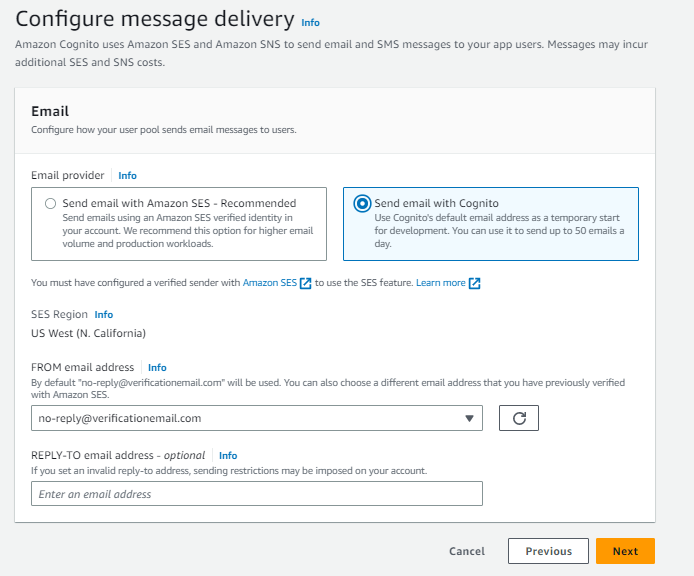 Configure message delivery Info
Amazon Cognito uses Amazon SES and Amazon SNS to send email and SMS messages to your app users. Messages may incur
additional SES and SNS costs.
Email
Configure how your user pool sends email messages to users.
Email provider Info
Send email with Amazon SES - Recommended
Send emails using an Amazon SES verified identity in
your account. We recommend this option for higher email
volume and production workloads.
Send email with Cognito
Use Cognito's default email address as a temporary start
for development. You can use it to send up to 50 emails a
day.
You must have configured a verified sender with Amazon SES to use the SES feature. Learn more
SES Region Info
US West (N. California)
FROM email address Info
By default "no-reply@verificationemail.com" will be used. You can also choose a different email address that you have previously verified
with Amazon SES.
no-reply@verificationemail.com
REPLY-TO email address - optional Info
If you set an invalid reply-to address, sending restrictions may be imposed on your account.
Enter an email address
Cancel Previous Next